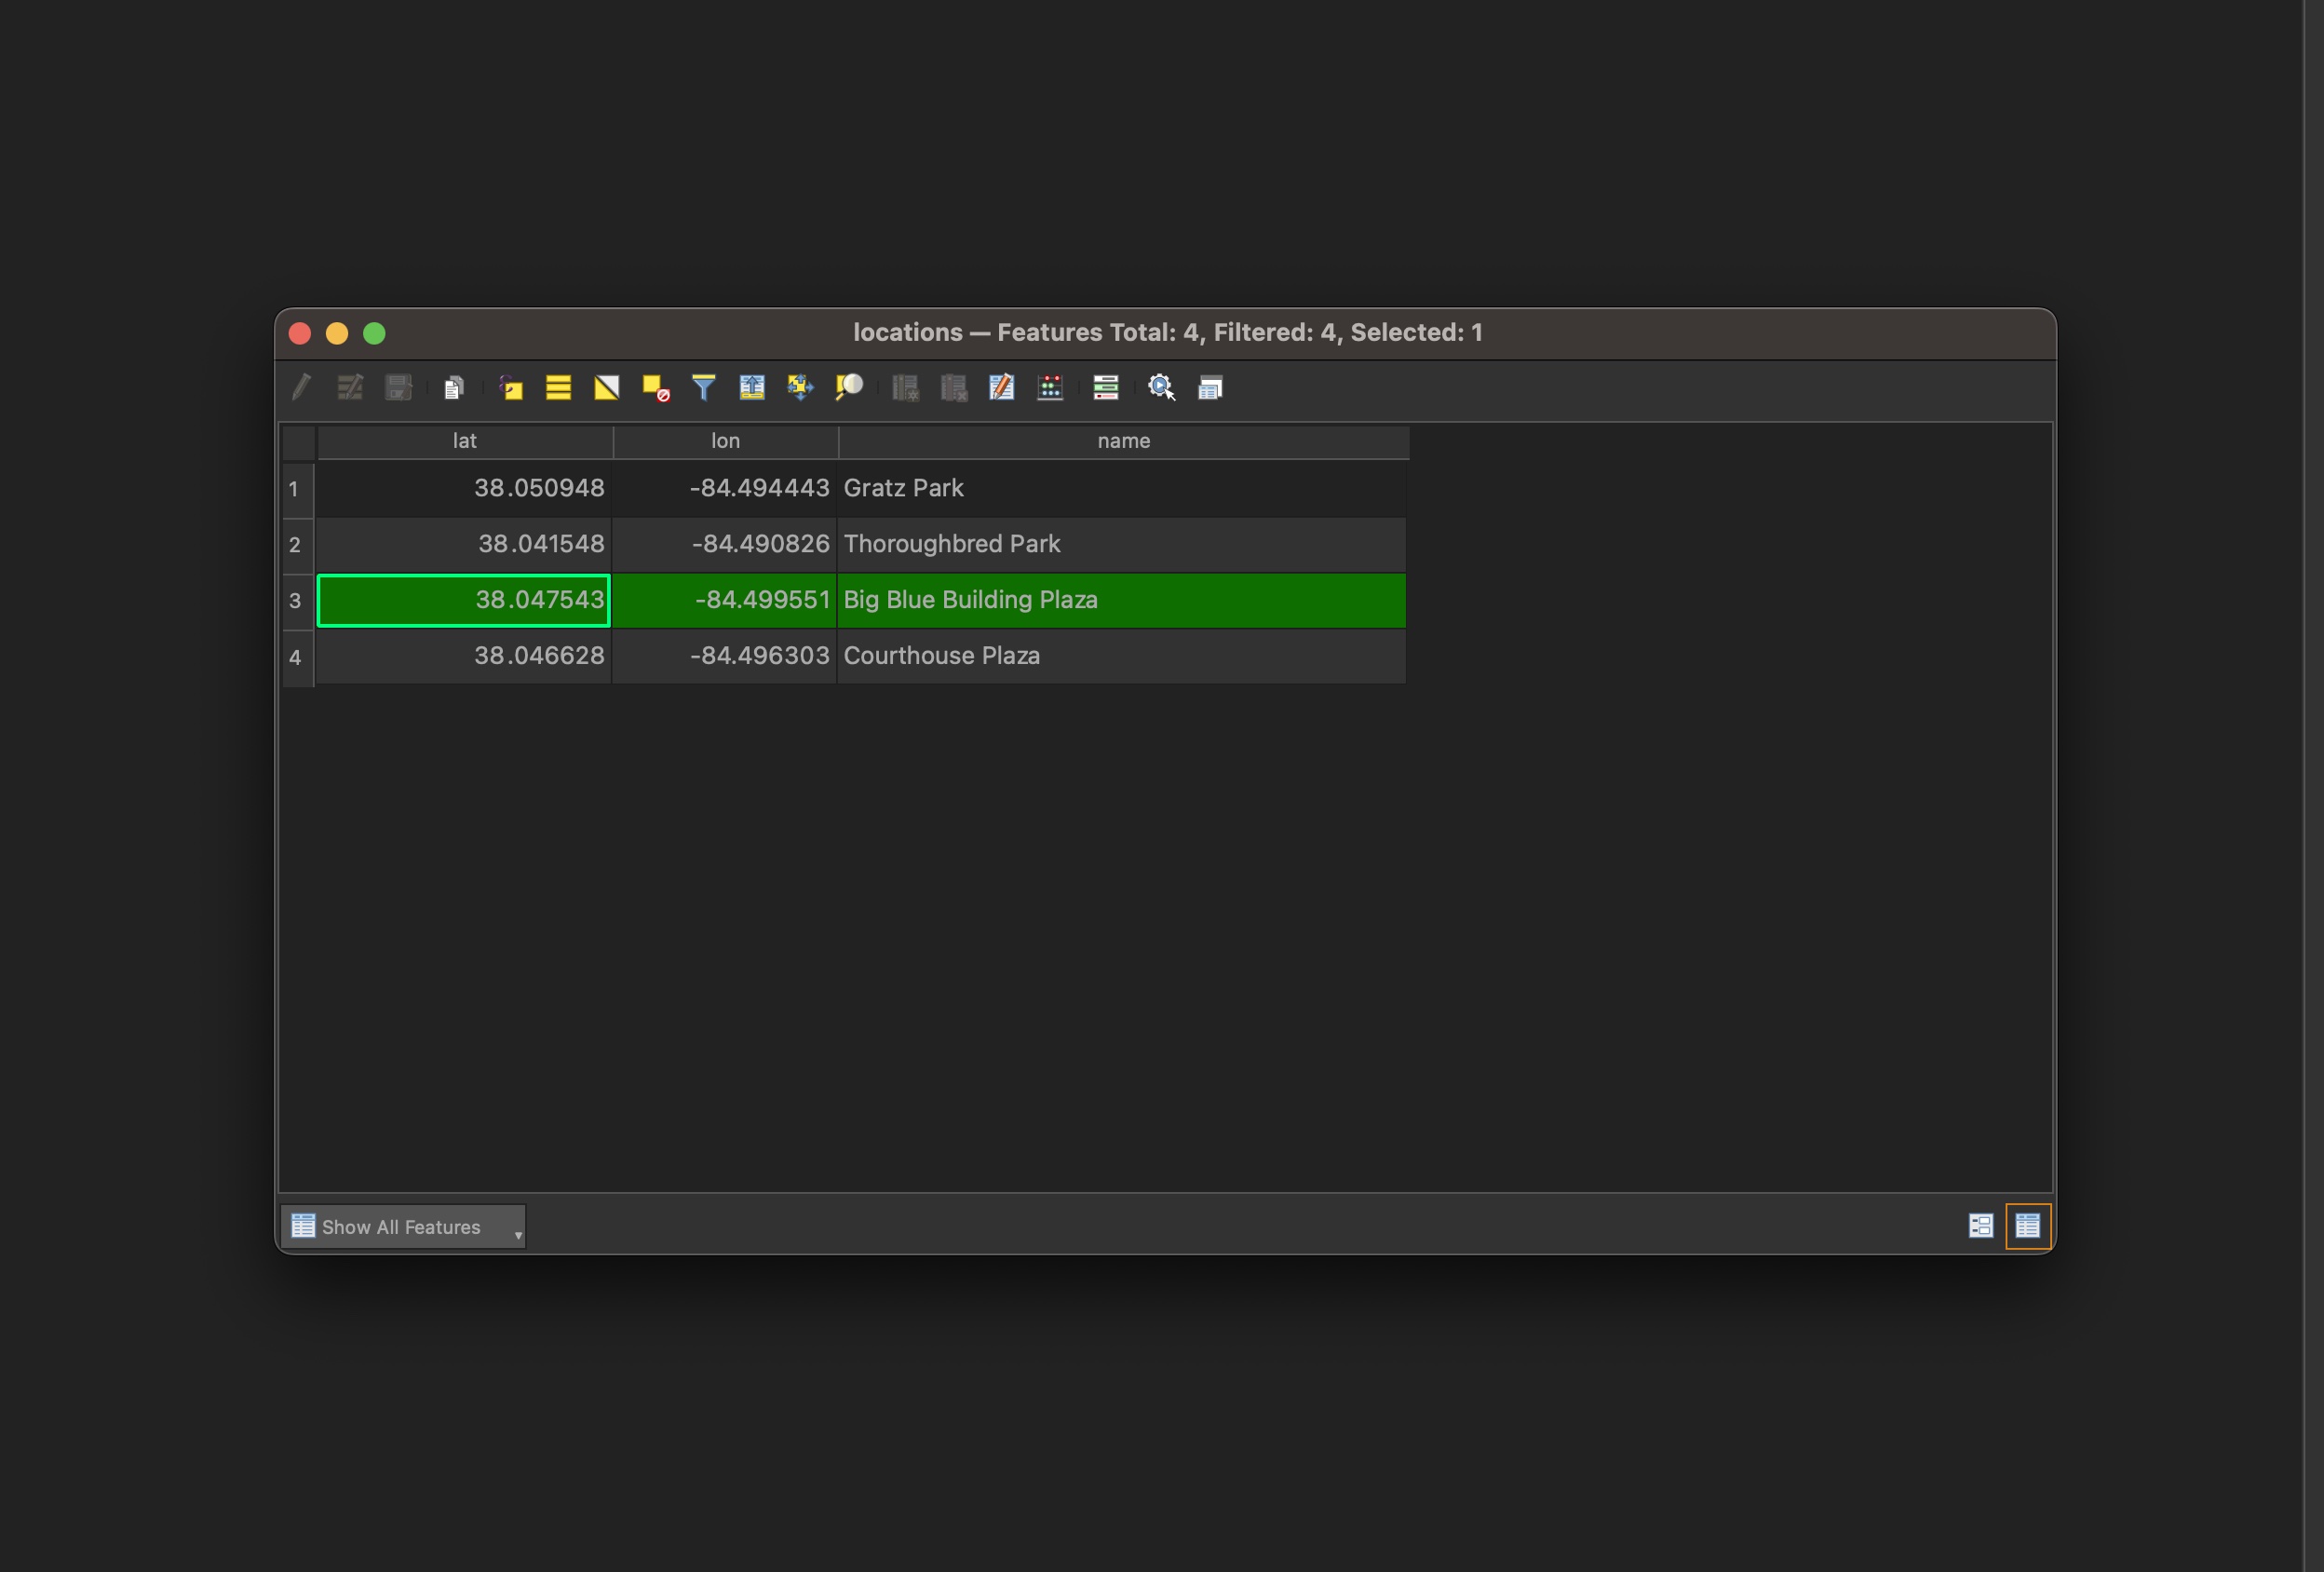 locations — Features Total: 4, Filtered: 4, Selected: 1
lat lon name
1 38.050948 -84.494443 Gratz Park
2 38.041548 -84.490826 Thoroughbred Park
3 38.047543 -84.499551 Big Blue Building Plaza
4 38.046628 -84.496303 Courthouse Plaza
Show All Features